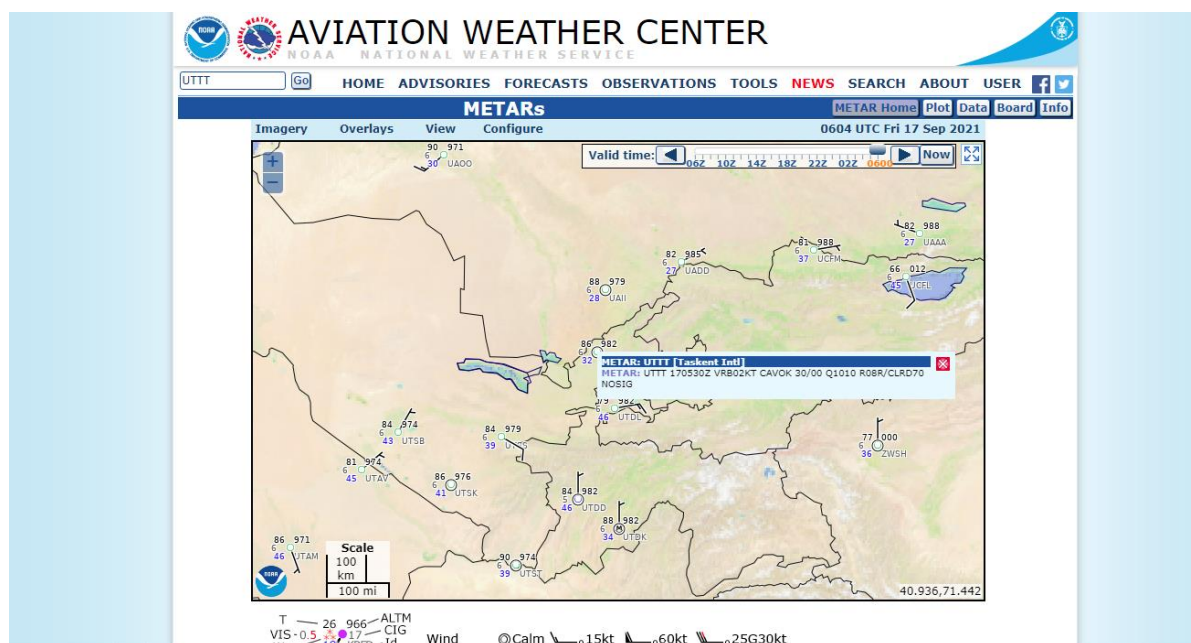 AVIATION WEATHER CENTER
NOAA NATIONAL WEATHER SERVICE
UTTT Go HOME ADVISORIES FORECASTS OBSERVATIONS TOOLS NEWS SEARCH ABOUT USER
METARs METAR Home Plot Data Board Info
Imagery Overlays View Configure 0604 UTC Fri 17 Sep 2021
Valid time: Now
06Z 10Z 14Z 18Z 22Z 02Z 0600
+
−
90 971
6
30 UAOO
82 988
6
27 UAAA
81 988
6
37 UCFM
82 985
6
27 UADD
66 012
6
45 UCFL
88 979
6
28 UAII
86 982
6
32
METAR: UTTT [Taskent Intl]
METAR: UTTT 170530Z VRB02KT CAVOK 30/00 Q1010 R08R/CLRD70
NOSIG
79 982
6
46 UTDL
84 974
6
43 UTSB
84 979
6
39
77 000
6
36 ZWSH
81 974
6
45 UTAV
86 976
6
41 UTSK
84 982
5
46 UTDD
88 982
6
34 UTDK
M
86 971
6
46 UTAM
90 974
6
39 UTST
Scale
100
km
100 mi
40.936,71.442
NOAA
T 26 966 ALTM
VIS 0.5 17 CIG
Id
Wind Calm 15kt 60kt 25G30kt